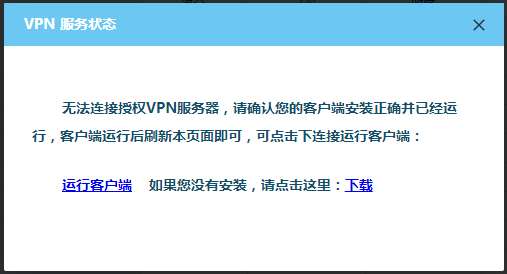 VPN 服务状态
无法连接授权VPN服务器，请确认您的客户端安装正确并已经运
行，客户端运行后刷新本页面即可，可点击下连接运行客户端：
运行客户端 如果您没有安装，请点击这里：下载